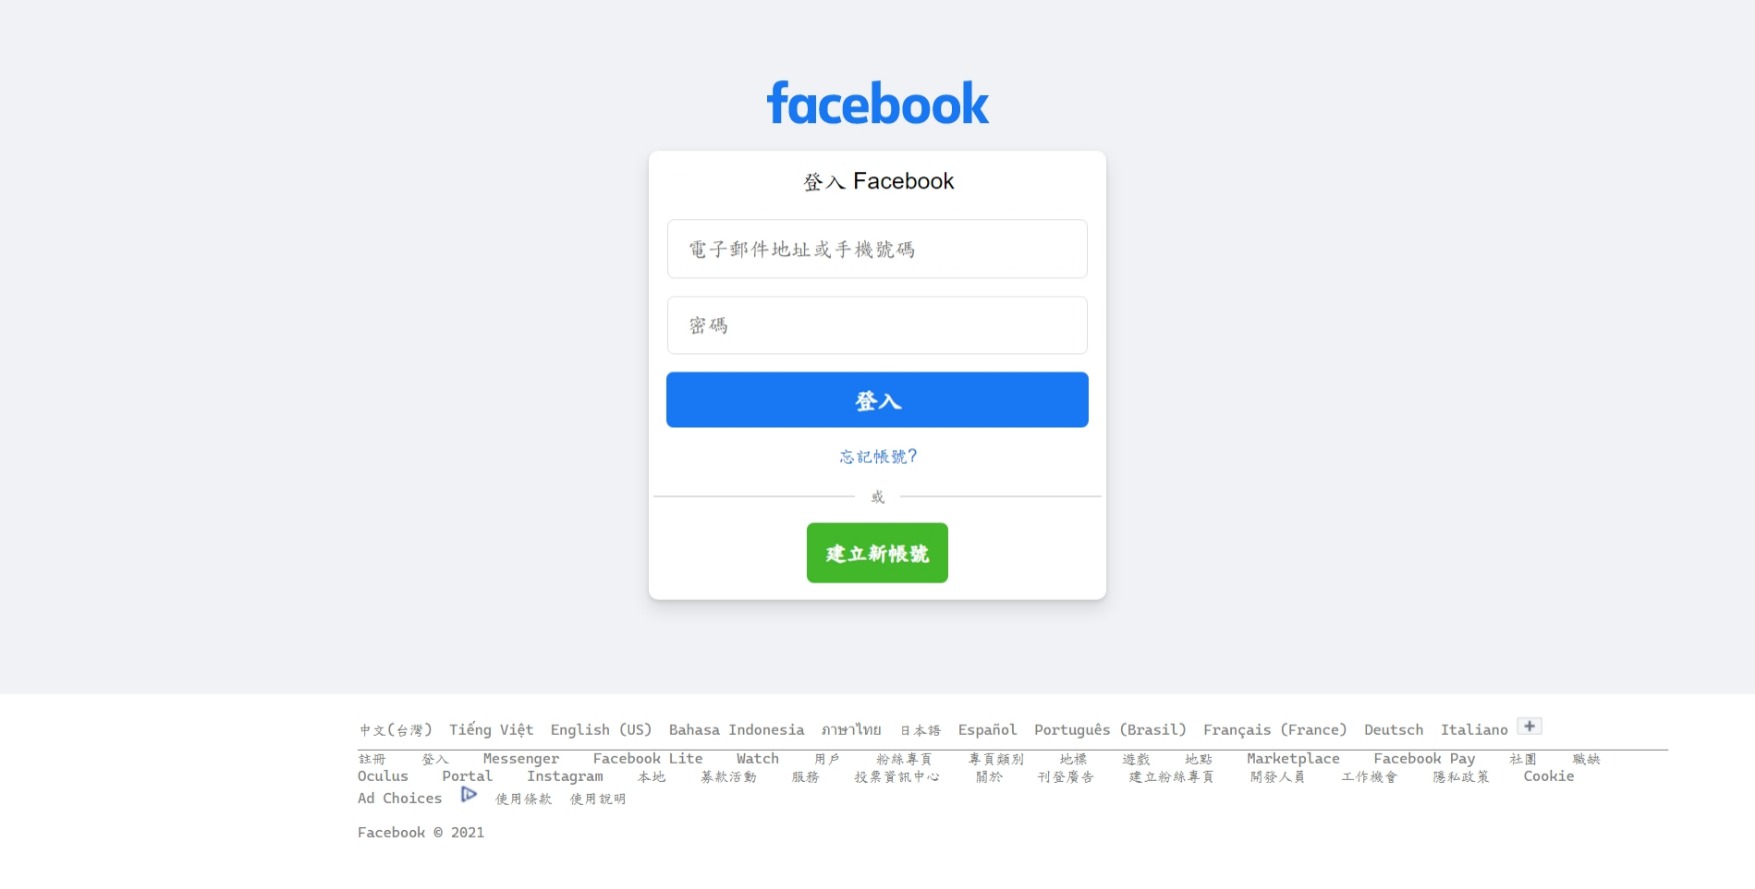 facebook
登入 Facebook
電子郵件地址或手機號碼
密碼
登入
忘記帳號?
或
建立新帳號
中文(台灣) Tiếng Việt English (US) Bahasa Indonesia ภาษาไทย 日本語 Español Português (Brasil) Français (France) Deutsch Italiano +
註冊 登入 Messenger Facebook Lite Watch 用戶 粉絲專頁 專頁類別 地標 遊戲 地點 Marketplace Facebook Pay 社團 職缺
Oculus Portal Instagram 本地 募款活動 服務 投票資訊中心 關於 刊登廣告 建立粉絲專頁 開發人員 工作機會 隱私政策 Cookie
Ad Choices 使用條款 使用說明
Facebook © 2021